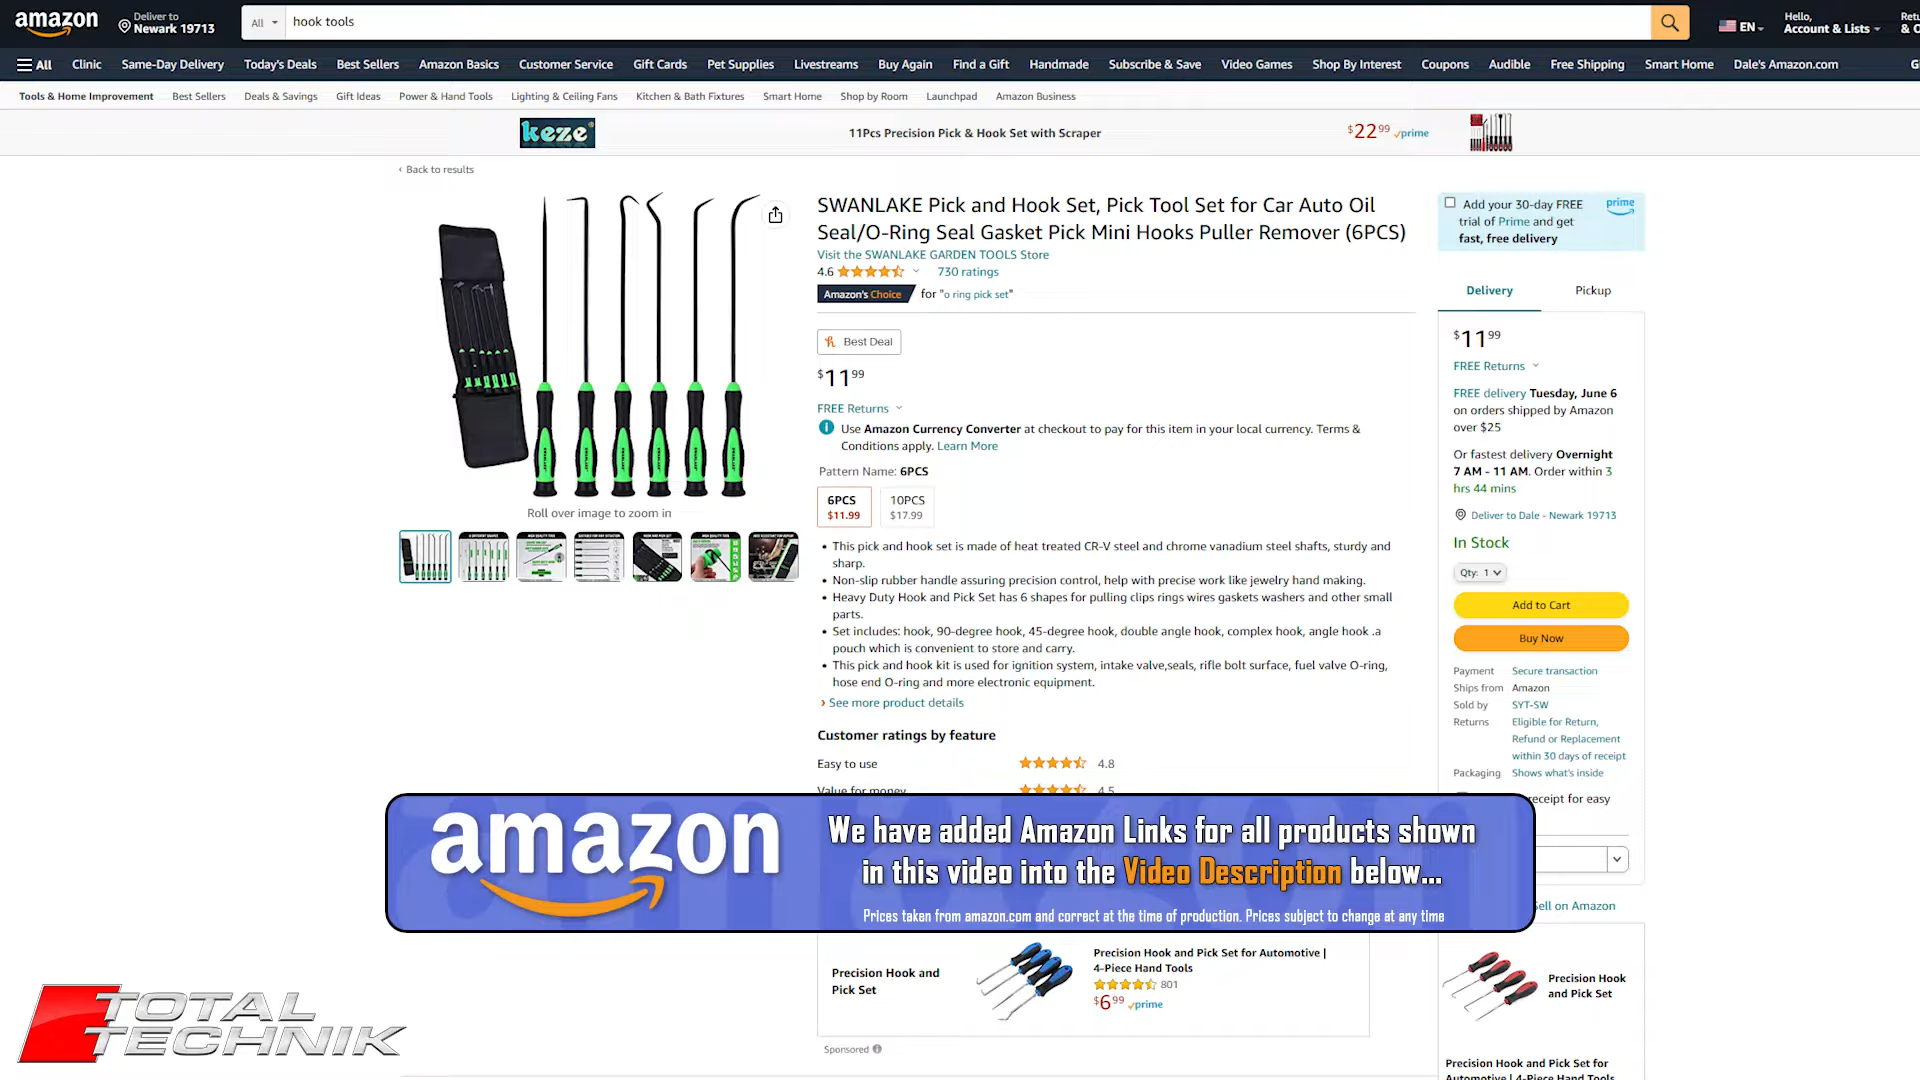 amazon
Deliver to
Newark 19713
All
hook tools
EN
Hello,
Account & Lists
Retu
& O
All
Clinic
Same-Day Delivery
Today's Deals
Best Sellers
Amazon Basics
Customer Service
Gift Cards
Pet Supplies
Livestreams
Buy Again
Find a Gift
Handmade
Subscribe & Save
Video Games
Shop By Interest
Coupons
Audible
Free Shipping
Smart Home
Dale's Amazon.com
G
Tools & Home Improvement
Best Sellers
Deals & Savings
Gift Ideas
Power & Hand Tools
Lighting & Ceiling Fans
Kitchen & Bath Fixtures
Smart Home
Shop by Room
Launchpad
Amazon Business
keze
11Pcs Precision Pick & Hook Set with Scraper
$22 99 prime
‹ Back to results
SWANLAKE Pick and Hook Set, Pick Tool Set for Car Auto Oil
Seal/O-Ring Seal Gasket Pick Mini Hooks Puller Remover (6PCS)
Visit the SWANLAKE GARDEN TOOLS Store
4.6
730 ratings
Amazon's Choice for "o ring pick set"
Best Deal
$11 99
FREE Returns
Use Amazon Currency Converter at checkout to pay for this item in your local currency. Terms &
Conditions apply. Learn More
Pattern Name: 6PCS
6PCS
$11.99
10PCS
$17.99
Roll over image to zoom in
• This pick and hook set is made of heat treated CR-V steel and chrome vanadium steel shafts, sturdy and
sharp.
• Non-slip rubber handle assuring precision control, help with precise work like jewelry hand making.
• Heavy Duty Hook and Pick Set has 6 shapes for pulling clips rings wires gaskets washers and other small
parts.
• Set includes: hook, 90-degree hook, 45-degree hook, double angle hook, complex hook, angle hook .a
pouch which is convenient to store and carry.
• This pick and hook kit is used for ignition system, intake valve,seals, rifle bolt surface, fuel valve O-ring,
hose end O-ring and more electronic equipment.
› See more product details
Customer ratings by feature
Easy to use
4.8
Value for money
4.5
Add your 30-day FREE
trial of Prime and get
fast, free delivery
prime
Delivery
Pickup
$11 99
FREE Returns
FREE delivery Tuesday, June 6
on orders shipped by Amazon
over $25
Or fastest delivery Overnight
7 AM - 11 AM. Order within 3
hrs 44 mins
Deliver to Dale - Newark 19713
In Stock
Qty: 1
Add to Cart
Buy Now
Payment Secure transaction
Ships from Amazon
Sold by SYT-SW
Returns Eligible for Return,
Refund or Replacement
within 30 days of receipt
Packaging Shows what's inside
receipt for easy
Sell on Amazon
amazon
We have added Amazon Links for all products shown
in this video into the Video Description below...
Prices taken from amazon.com and correct at the time of production. Prices subject to change at any time
Precision Hook and
Pick Set
Precision Hook and Pick Set for Automotive |
4-Piece Hand Tools
801
$6 99 prime
Sponsored
Precision Hook
and Pick Set
Precision Hook and Pick Set for
Automotive | 4-Piece Hand Tools
TOTAL
TECHNIK